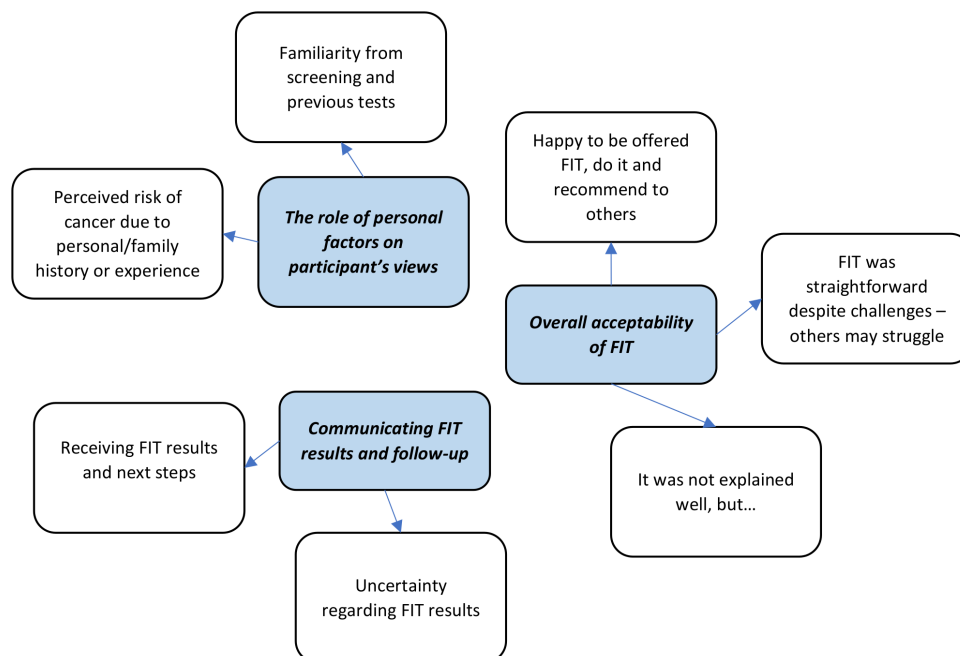 Familiarity from
screening and
previous tests
Happy to be offered
FIT, do it and
recommend to
others
Perceived risk of
cancer due to
personal/family
history or experience
The role of personal
factors on
participant’s views
FIT was
straightforward
despite challenges –
others may struggle
Overall acceptability
of FIT
Receiving FIT results
and next steps
Communicating FIT
results and follow-up
It was not explained
well, but…
Uncertainty
regarding FIT results